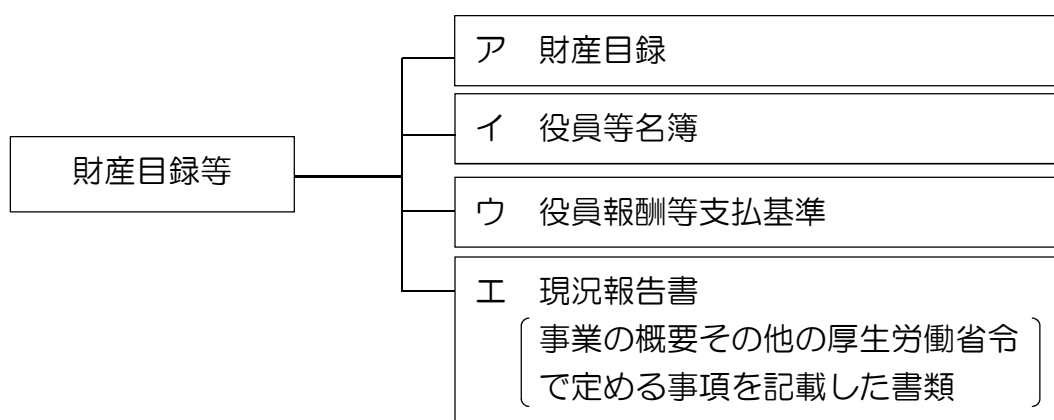 財産目録等
ア 財産目録
イ 役員等名簿
ウ 役員報酬等支払基準
エ 現況報告書
事業の概要その他の厚生労働省令
で定める事項を記載した書類